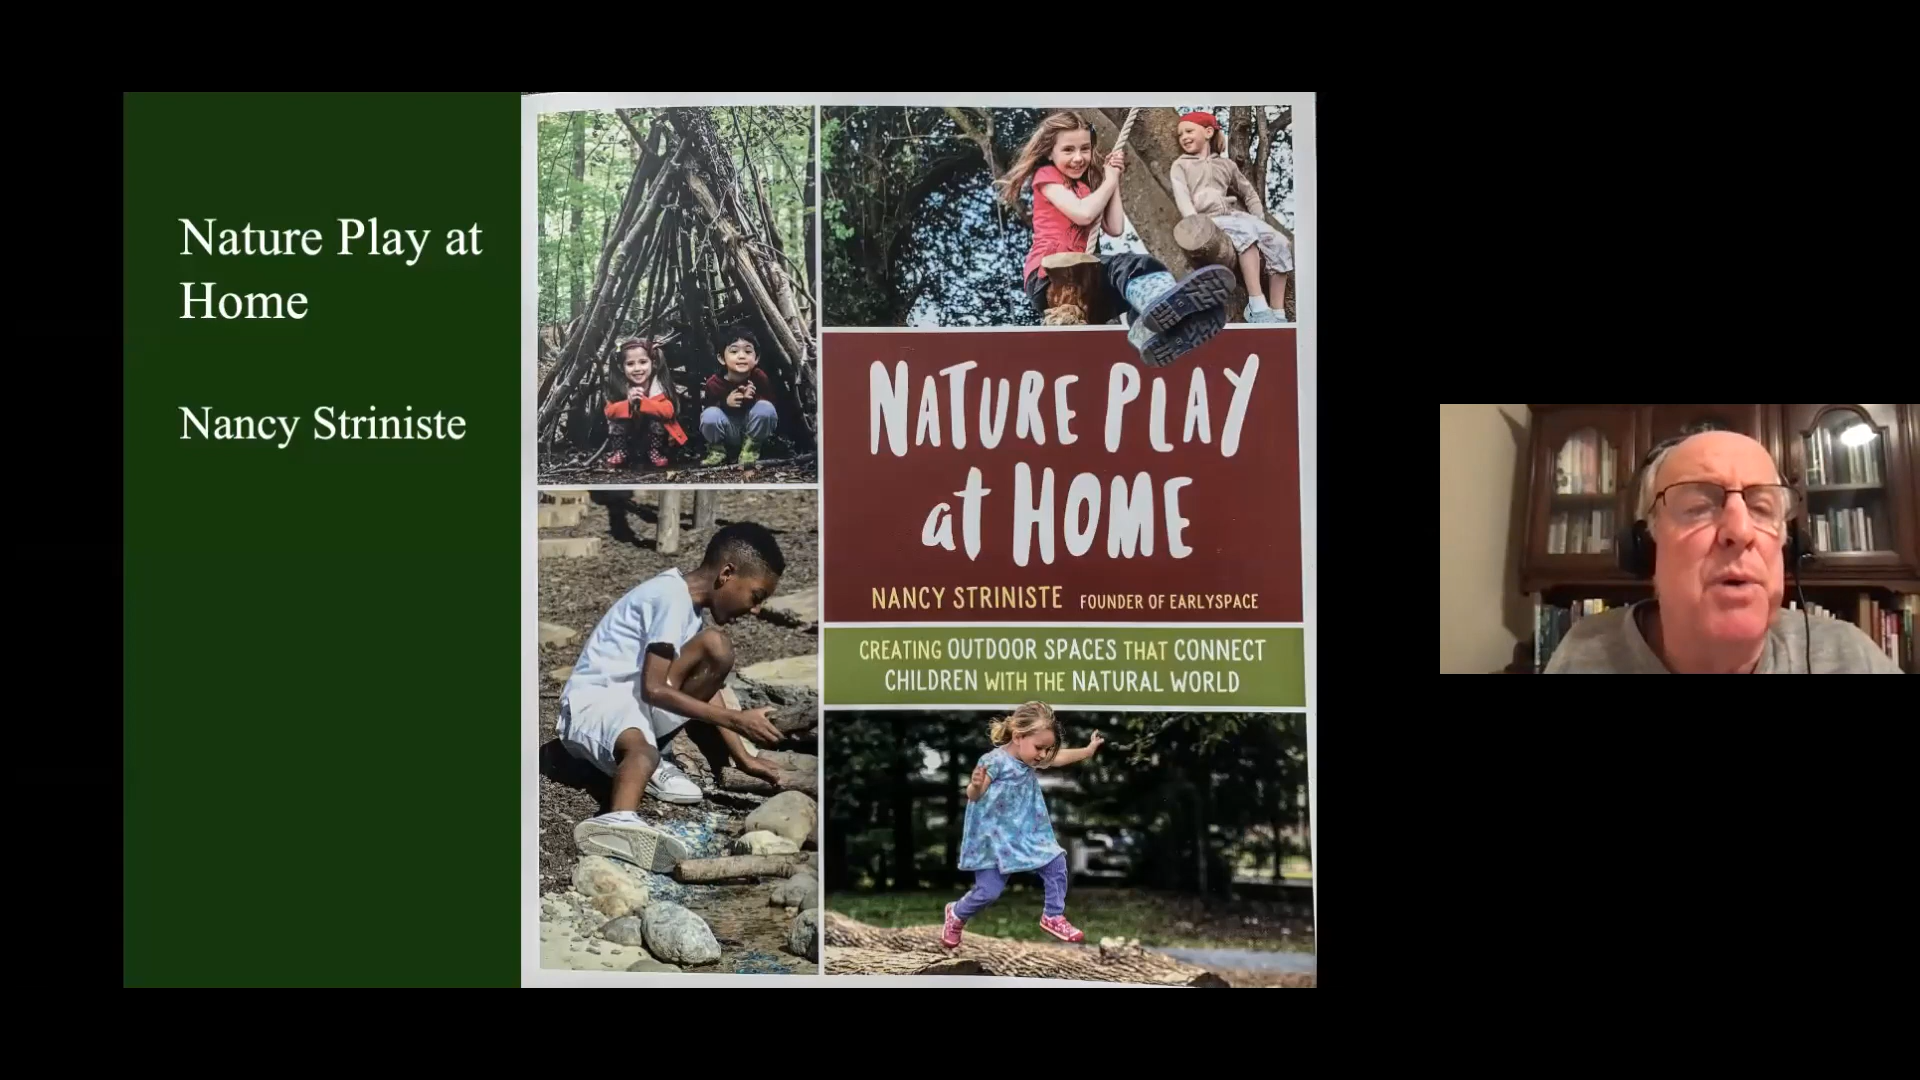 Nature Play at
Home
Nancy Striniste
NATURE PLAY
at HOME
NANCY STRINISTE FOUNDER OF EARLYSPACE
CREATING OUTDOOR SPACES THAT CONNECT
CHILDREN WITH THE NATURAL WORLD